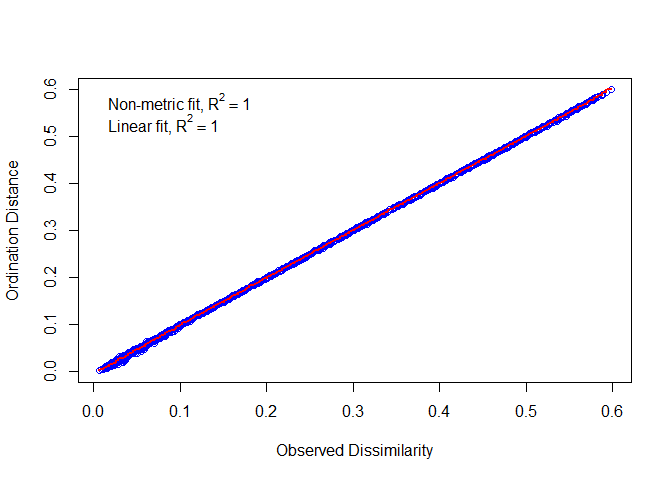 Non-metric fit, R² = 1
Linear fit, R² = 1
0.6
0.5
0.4
0.3
0.2
0.1
0.0
Ordination Distance
0.0 0.1 0.2 0.3 0.4 0.5 0.6
Observed Dissimilarity